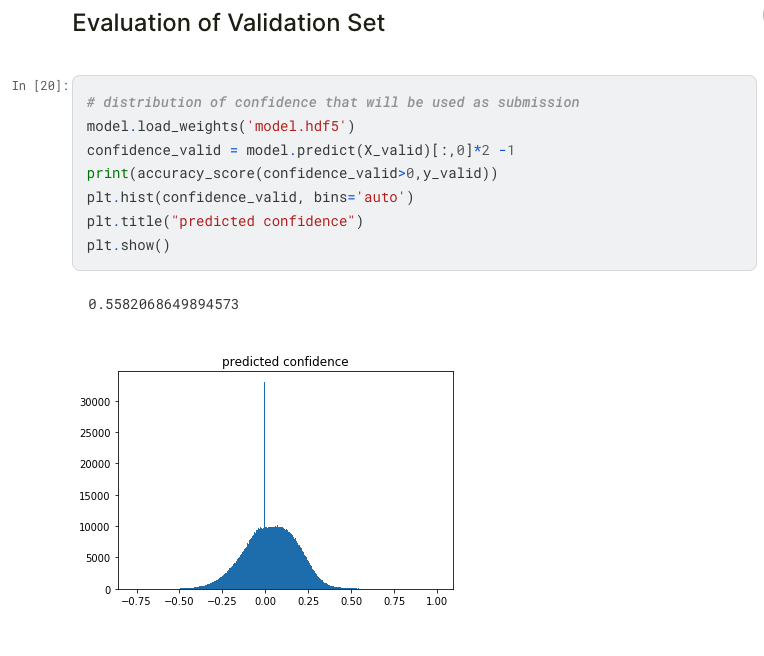 Evaluation of Validation Set
In [20]:
# distribution of confidence that will be used as submission
model.load_weights('model.hdf5')
confidence_valid = model.predict(X_valid)[:,0]*2 -1
print(accuracy_score(confidence_valid>0,y_valid))
plt.hist(confidence_valid, bins='auto')
plt.title("predicted confidence")
plt.show()
0.5582068649894573
predicted confidence
30000
25000
20000
15000
10000
5000
0
−0.75 −0.50 −0.25 0.00 0.25 0.50 0.75 1.00